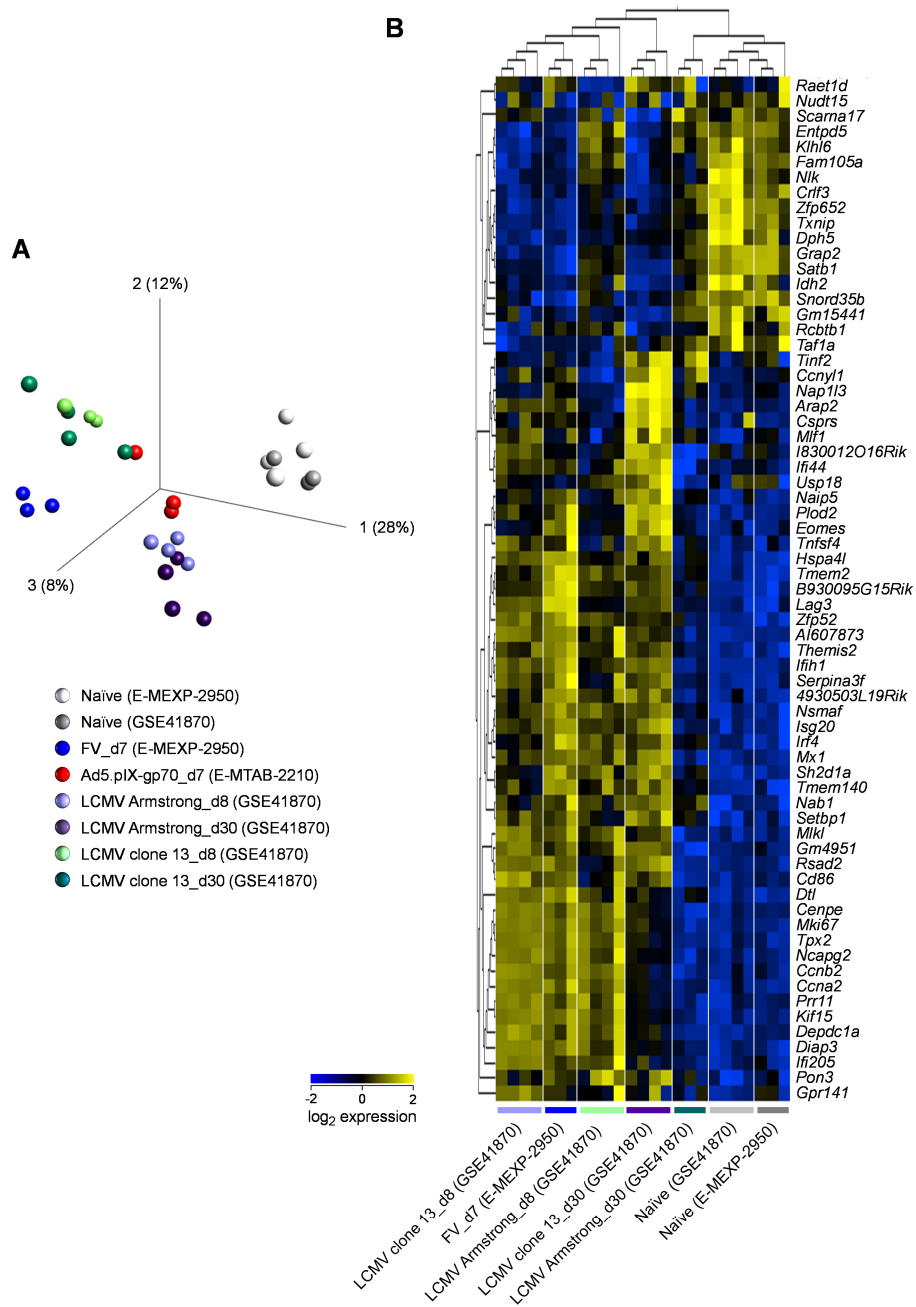 A
2 (12%)
1 (28%)
3 (8%)
Naïve (E-MEXP-2950)
Naïve (GSE41870)
FV_d7 (E-MEXP-2950)
Ad5.pIX-gp70_d7 (E-MTAB-2210)
LCMV Armstrong_d8 (GSE41870)
LCMV Armstrong_d30 (GSE41870)
LCMV clone 13_d8 (GSE41870)
LCMV clone 13_d30 (GSE41870)
B
Raet1d
Nudt15
Scarna17
Entpd5
Klhl6
Fam105a
Nlk
Crlf3
Zfp652
Txnip
Dph5
Grap2
Satb1
Idh2
Snord35b
Gm15441
Rcbtb1
Taf1a
Tinf2
Ccnyl1
Nap1l3
Arap2
Csprs
Mlf1
I830012O16Rik
Ifi44
Usp18
Naip5
Plod2
Eomes
Tnfsf4
Hspa4l
Tmem2
B930095G15Rik
Lag3
Zfp52
AI607873
Themis2
Ifih1
Serpina3f
4930503L19Rik
Nsmaf
Isg20
Irf4
Mx1
Sh2d1a
Tmem140
Nab1
Setbp1
Mlkl
Gm4951
Rsad2
Cd86
Dtl
Cenpe
Mki67
Tpx2
Ncapg2
Ccnb2
Ccna2
Prr11
Kif15
Depdc1a
Diap3
Ifi205
Pon3
Gpr141
-2 0 2
log2 expression
LCMV clone 13_d8 (GSE41870)
FV_d7 (E-MEXP-2950)
LCMV Armstrong_d8 (GSE41870)
LCMV clone 13_d30 (GSE41870)
LCMV Armstrong_d30 (GSE41870)
Naïve (GSE41870)
Naïve (E-MEXP-2950)